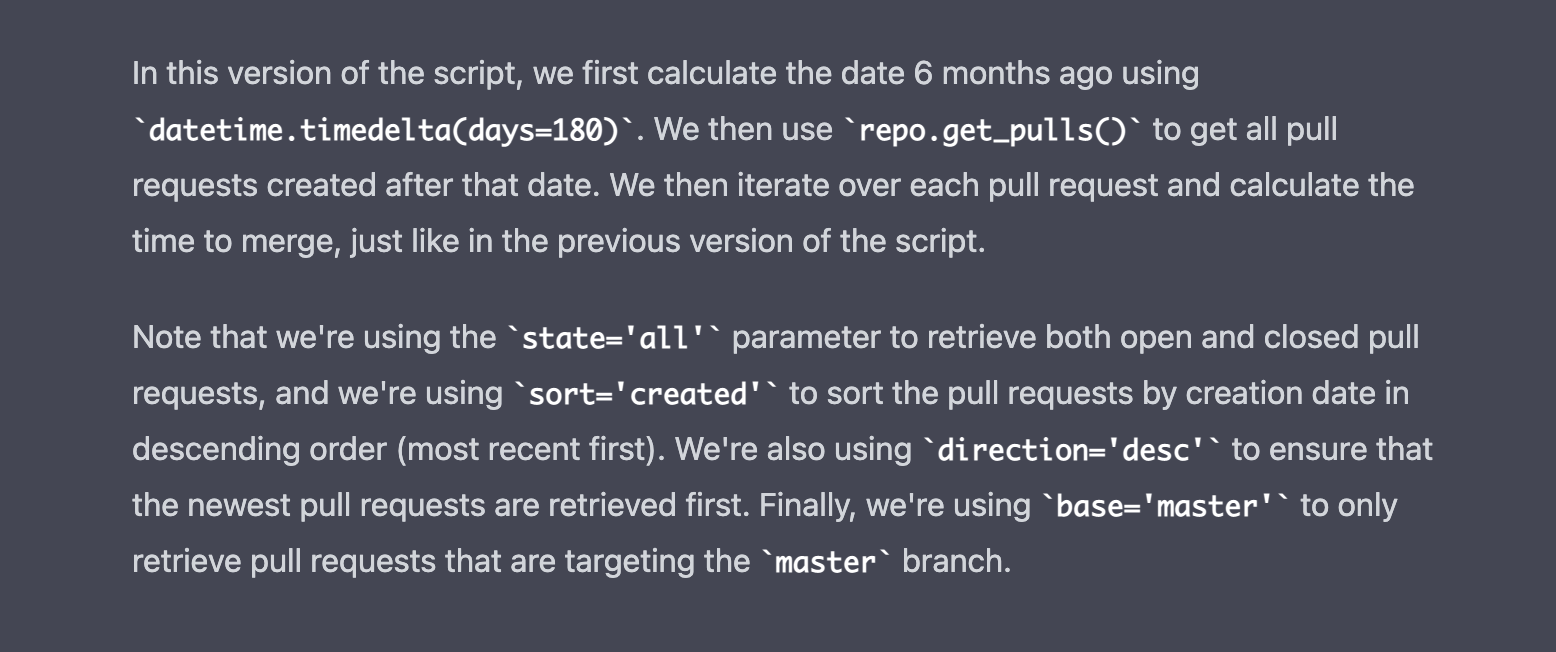 In this version of the script, we first calculate the date 6 months ago using
`datetime.timedelta(days=180)`. We then use `repo.get_pulls()` to get all pull
requests created after that date. We then iterate over each pull request and calculate the
time to merge, just like in the previous version of the script.
Note that we're using the `state='all'` parameter to retrieve both open and closed pull
requests, and we're using `sort='created'` to sort the pull requests by creation date in
descending order (most recent first). We're also using `direction='desc'` to ensure that
the newest pull requests are retrieved first. Finally, we're using `base='master'` to only
retrieve pull requests that are targeting the `master` branch.